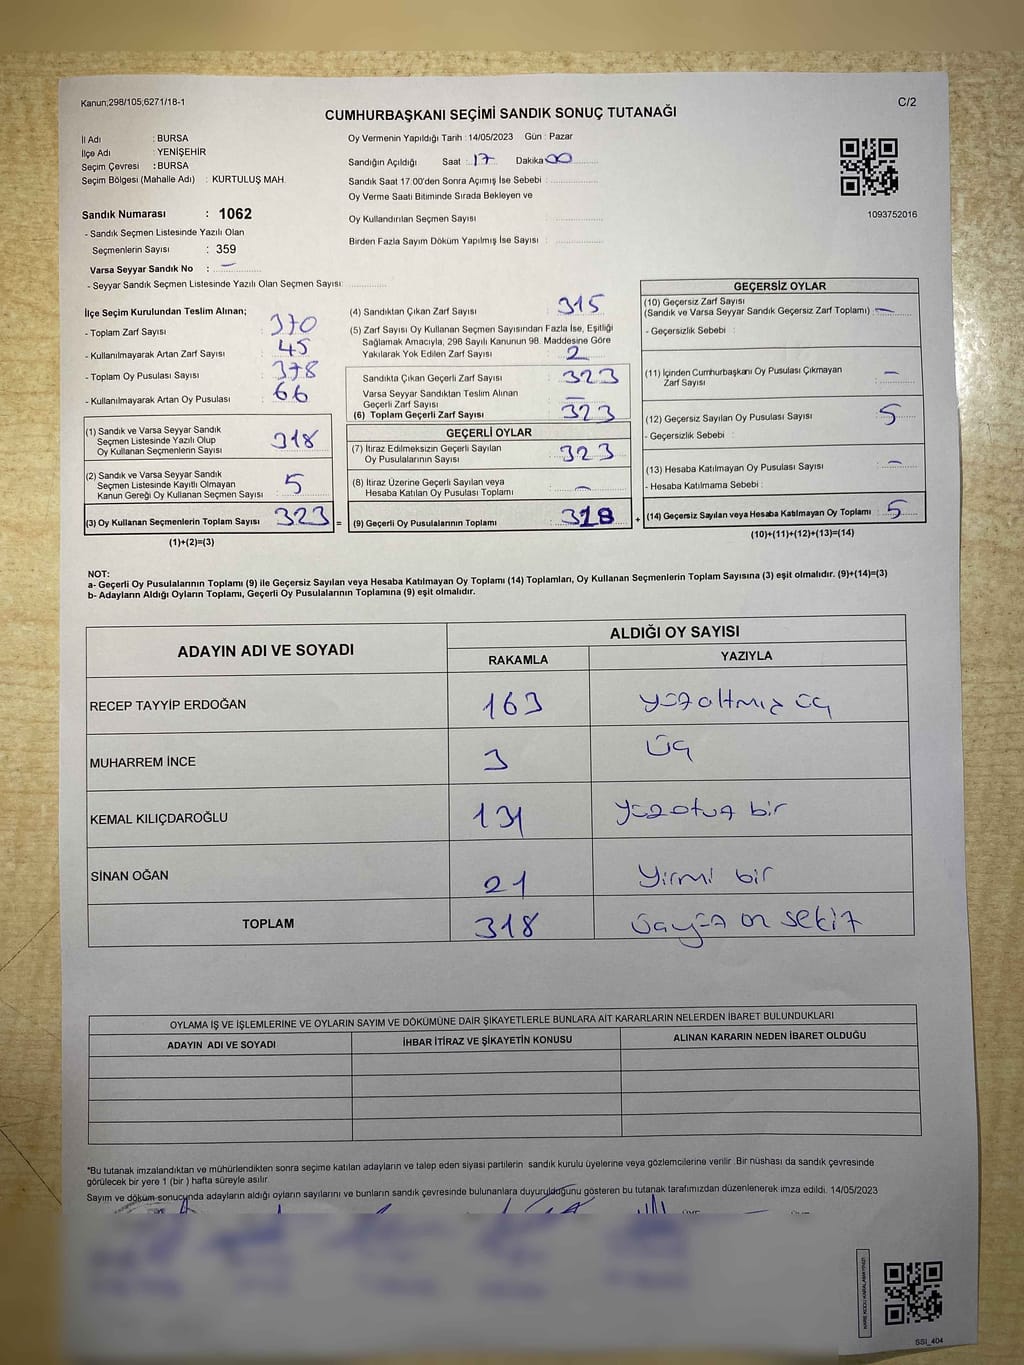 Kanun;298/105;6271/18-1
C/2
CUMHURBAŞKANI SEÇİMİ SANDIK SONUÇ TUTANAĞI
İl Adı : BURSA
İlçe Adı : YENİŞEHİR
Seçim Çevresi : BURSA
Seçim Bölgesi (Mahalle Adı) : KURTULUŞ MAH.
Sandık Numarası : 1062
- Sandık Seçmen Listesinde Yazılı Olan
Seçmenlerin Sayısı : 359
Varsa Seyyar Sandık No : –
- Seyyar Sandık Seçmen Listesinde Yazılı Olan Seçmen Sayısı:
Oy Vermenin Yapıldığı Tarih : 14/05/2023 Gün : Pazar
Sandığın Açıldığı Saat : 17 Dakika 00
Sandık Saat 17.00'den Sonra Açımış İse Sebebi :
Oy Verme Saati Bitiminde Sırada Bekleyen ve
Oy Kullandırılan Seçmen Sayısı :
Birden Fazla Sayım Döküm Yapılmış İse Sayısı :
1093752016
İlçe Seçim Kurulundan Teslim Alınan;
- Toplam Zarf Sayısı : 370
- Kullanılmayarak Artan Zarf Sayısı : 45
- Toplam Oy Pusulası Sayısı : 378
- Kullanılmayarak Artan Oy Pusulası : 66
(1) Sandık ve Varsa Seyyar Sandık
Seçmen Listesinde Yazılı Olup
Oy Kullanan Seçmenlerin Sayısı 318
(2) Sandık ve Varsa Seyyar Sandık
Seçmen Listesinde Kayıtlı Olmayan
Kanun Gereği Oy Kullanan Seçmen Sayısı 5
(3) Oy Kullanan Seçmenlerin Toplam Sayısı 323 =
(1)+(2)=(3)
(4) Sandıktan Çıkan Zarf Sayısı : 315
(5) Zarf Sayısı Oy Kullanan Seçmen Sayısından Fazla İse, Eşitliği
Sağlamak Amacıyla, 298 Sayılı Kanunun 98. Maddesine Göre
Yakılarak Yok Edilen Zarf Sayısı : 2
Sandıkta Çıkan Geçerli Zarf Sayısı : 323
Varsa Seyyar Sandıktan Teslim Alınan
Geçerli Zarf Sayısı : –
(6) Toplam Geçerli Zarf Sayısı : 323
GEÇERLİ OYLAR
(7) İtiraz Edilmeksizin Geçerli Sayılan
Oy Pusulalarının Sayısı : 323
(8) İtiraz Üzerine Geçerli Sayılan veya
Hesaba Katılan Oy Pusulası Toplamı : –
(9) Geçerli Oy Pusulalarının Toplamı : 318 +
GEÇERSİZ OYLAR
(10) Geçersiz Zarf Sayısı
(Sandık ve Varsa Seyyar Sandık Geçersiz Zarf Toplamı) : –
- Geçersizlik Sebebi :
(11) İçinden Cumhurbaşkanı Oy Pusulası Çıkmayan
Zarf Sayısı : –
(12) Geçersiz Sayılan Oy Pusulası Sayısı : 5
- Geçersizlik Sebebi :
(13) Hesaba Katılmayan Oy Pusulası Sayısı : –
- Hesaba Katılmama Sebebi :
(14) Geçersiz Sayılan veya Hesaba Katılmayan Oy Toplamı : 5
(10)+(11)+(12)+(13)=(14)
NOT:
a- Geçerli Oy Pusulalarının Toplamı (9) ile Geçersiz Sayılan veya Hesaba Katılmayan Oy Toplamı (14) Toplamları, Oy Kullanan Seçmenlerin Toplam Sayısına (3) eşit olmalıdır. (9)+(14)=(3)
b- Adayların Aldığı Oyların Toplamı, Geçerli Oy Pusulalarının Toplamına (9) eşit olmalıdır.
ADAYIN ADI VE SOYADI ALDIĞI OY SAYISI
RAKAMLA YAZIYLA
RECEP TAYYİP ERDOĞAN 163 yüzaltmış üç
MUHARREM İNCE 3 üç
KEMAL KILIÇDAROĞLU 131 yüzotuz bir
SİNAN OĞAN 21 yirmi bir
TOPLAM 318 üçyüz on sekiz
OYLAMA İŞ VE İŞLEMLERİNE VE OYLARIN SAYIM VE DÖKÜMÜNE DAİR ŞİKAYETLERLE BUNLARA AİT KARARLARIN NELERDEN İBARET BULUNDUKLARI
ADAYIN ADI VE SOYADI İHBAR İTİRAZ VE ŞİKAYETİN KONUSU ALINAN KARARIN NEDEN İBARET OLDUĞU
*Bu tutanak imzalandıktan ve mühürlendikten sonra seçime katılan adayların ve talep eden siyasi partilerin sandık kurulu üyelerine veya gözlemcilerine verilir .Bir nüshası da sandık çevresinde
görülecek bir yere 1 (bir ) hafta süreyle asılır.
Sayım ve döküm sonucunda adayların aldığı oyların sayılarını ve bunların sandık çevresinde bulunanlara duyurulduğunu gösteren bu tutanak tarafımızdan düzenlenerek imza edildi. 14/05/2023
KARE KODU KARALAMAYINIZ!
SSI_404